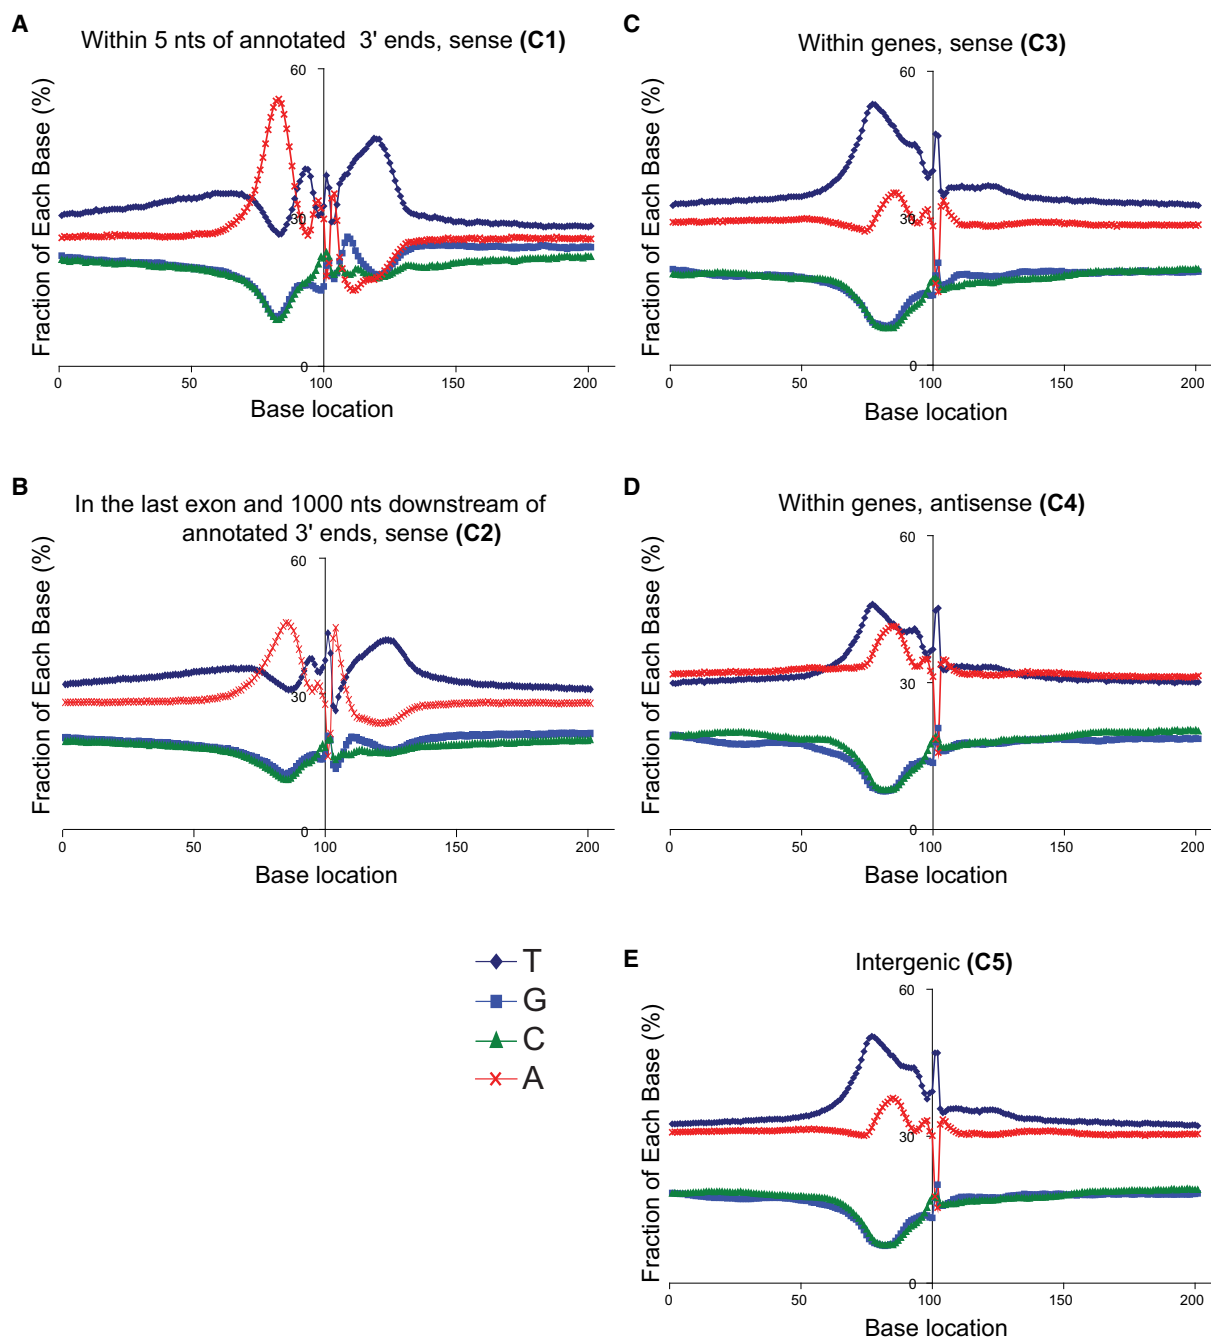 A
Within 5 nts of annotated 3' ends, sense (C1)
Fraction of Each Base (%)
60
30
0
0
50
100
150
200
Base location
B
In the last exon and 1000 nts downstream of
annotated 3' ends, sense (C2)
Fraction of Each Base (%)
60
30
0
0
50
100
150
200
Base location
T
G
C
A
C
Within genes, sense (C3)
Fraction of Each Base (%)
60
30
0
0
50
100
150
200
Base location
D
Within genes, antisense (C4)
Fraction of Each Base (%)
60
30
0
0
50
100
150
200
Base location
E
Intergenic (C5)
Fraction of Each Base (%)
60
30
0
0
50
100
150
200
Base location